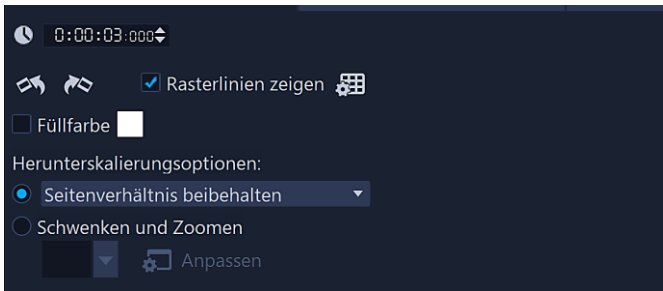 0:00:03:000
Rasterlinien zeigen
Füllfarbe
Herunterskalierungsoptionen:
Seitenverhältnis beibehalten
Schwenken und Zoomen
Anpassen